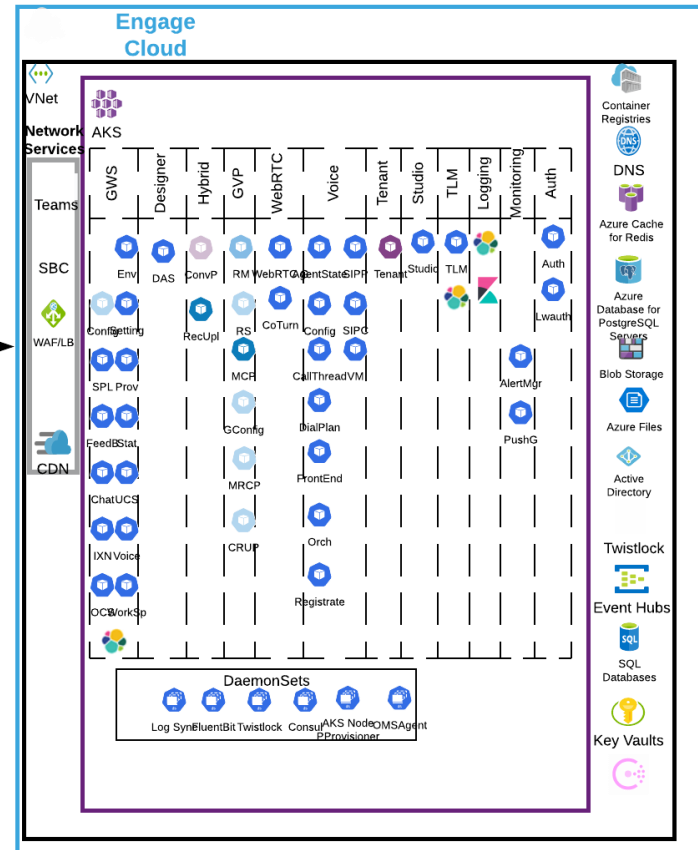 Engage
Cloud
VNet
Network
Services
Teams
SBC
WAF/LB
CDN
AKS
GWS
Designer
Hybrid
GVP
WebRTC
Voice
Tenant
Studio
TLM
Logging
Monitoring
Auth
Env
DAS
ConvP
RM
WebRTC
AgentState
SIPP
Tenant
Studio
TLM
Auth
Config
Setting
RecUpl
RS
CoTurn
Config
SIPC
Lwauth
SPL
Prov
MCP
CallThread
VM
AlertMgr
FeedB
Stat
GConfig
DialPlan
PushG
Chat
UCS
MRCP
FrontEnd
IXN
Voice
CRUP
Orch
OCS
WorkSp
Registrate
DaemonSets
Log Sync
FluentBit
Twistlock
Consul
AKS Node
PProvisioner
OMSAgent
Container
Registries
DNS
DNS
Azure Cache
for Redis
Azure
Database for
PostgreSQL
Servers
Blob Storage
Azure Files
Active
Directory
Twistlock
Event Hubs
SQL
SQL
Databases
Key Vaults